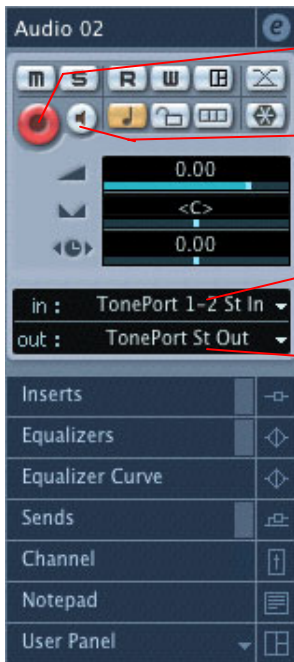 Audio 02 e
m S R W
0.00
<C>
0.00
in : TonePort 1-2 St In
out : TonePort St Out
Inserts
Equalizers
Equalizer Curve
Sends
Channel
Notepad
User Panel